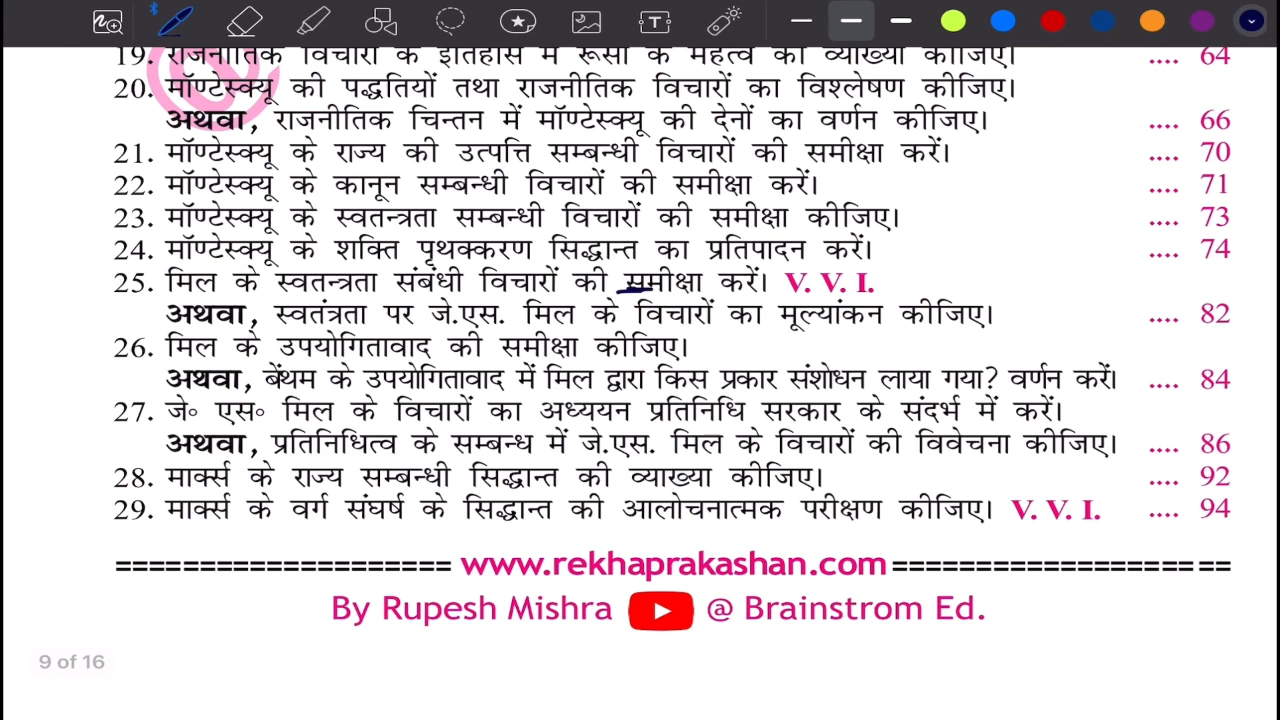 19. राजनीतिक विचारों के इतिहास में रूसो के महत्व की व्याख्या कीजिए। .... 64
20. मॉण्टेस्क्यू की पद्धतियों तथा राजनीतिक विचारों का विश्लेषण कीजिए।
अथवा, राजनीतिक चिन्तन में मॉण्टेस्क्यू की देनों का वर्णन कीजिए। .... 66
21. मॉण्टेस्क्यू के राज्य की उत्पत्ति सम्बन्धी विचारों की समीक्षा करें। .... 70
22. मॉण्टेस्क्यू के कानून सम्बन्धी विचारों की समीक्षा करें। .... 71
23. मॉण्टेस्क्यू के स्वतन्त्रता सम्बन्धी विचारों की समीक्षा कीजिए। .... 73
24. मॉण्टेस्क्यू के शक्ति पृथक्करण सिद्धान्त का प्रतिपादन करें। .... 74
25. मिल के स्वतन्त्रता संबंधी विचारों की समीक्षा करें। V. V. I.
अथवा, स्वतंत्रता पर जे.एस. मिल के विचारों का मूल्यांकन कीजिए। .... 82
26. मिल के उपयोगितावाद की समीक्षा कीजिए।
अथवा, बेंथम के उपयोगितावाद में मिल द्वारा किस प्रकार संशोधन लाया गया? वर्णन करें। .... 84
27. जे॰ एस॰ मिल के विचारों का अध्ययन प्रतिनिधि सरकार के संदर्भ में करें।
अथवा, प्रतिनिधित्व के सम्बन्ध में जे.एस. मिल के विचारों की विवेचना कीजिए। .... 86
28. मार्क्स के राज्य सम्बन्धी सिद्धान्त की व्याख्या कीजिए। .... 92
29. मार्क्स के वर्ग संघर्ष के सिद्धान्त की आलोचनात्मक परीक्षण कीजिए। V. V. I. .... 94
==================== www.rekhaprakashan.com ====================
By Rupesh Mishra @ Brainstrom Ed.
9 of 16